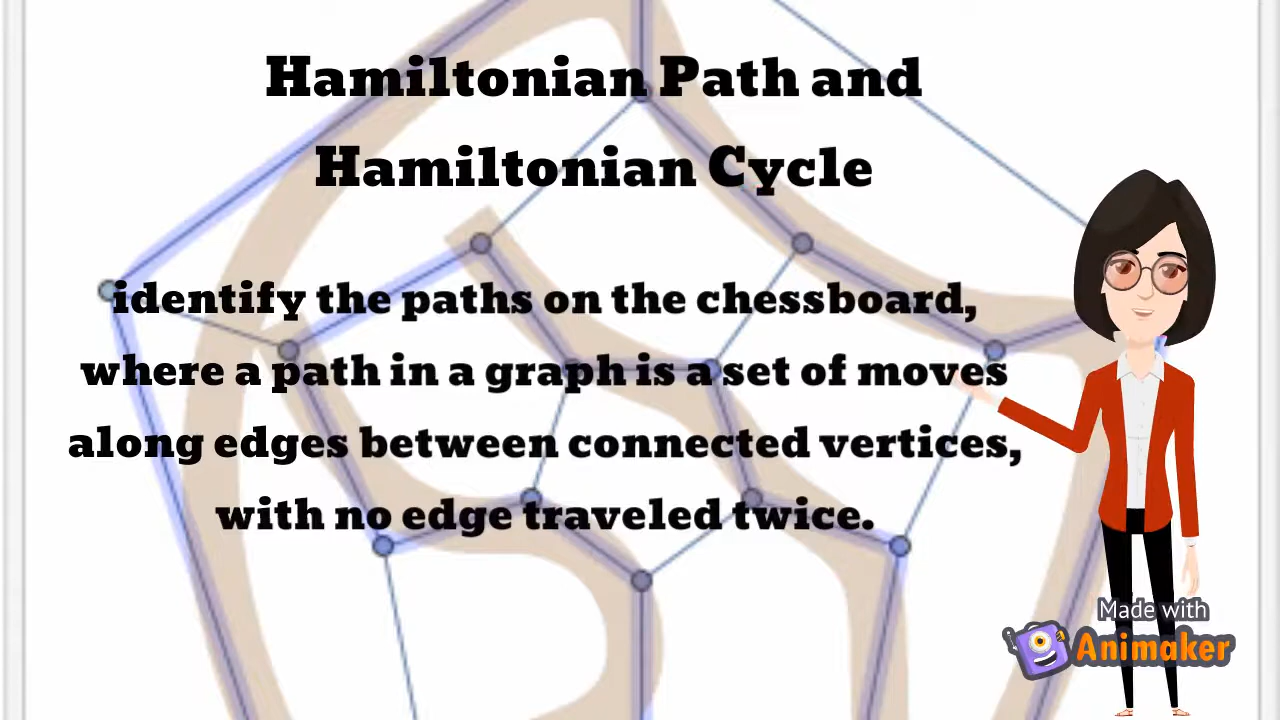 Hamiltonian Path and
Hamiltonian Cycle
identify the paths on the chessboard,
where a path in a graph is a set of moves
along edges between connected vertices,
with no edge traveled twice.
Made with
Animaker